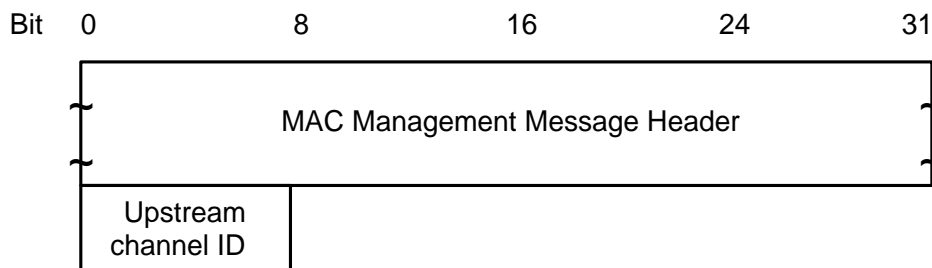 Bit 0 8 16 24 31
MAC Management Message Header
Upstream
channel ID